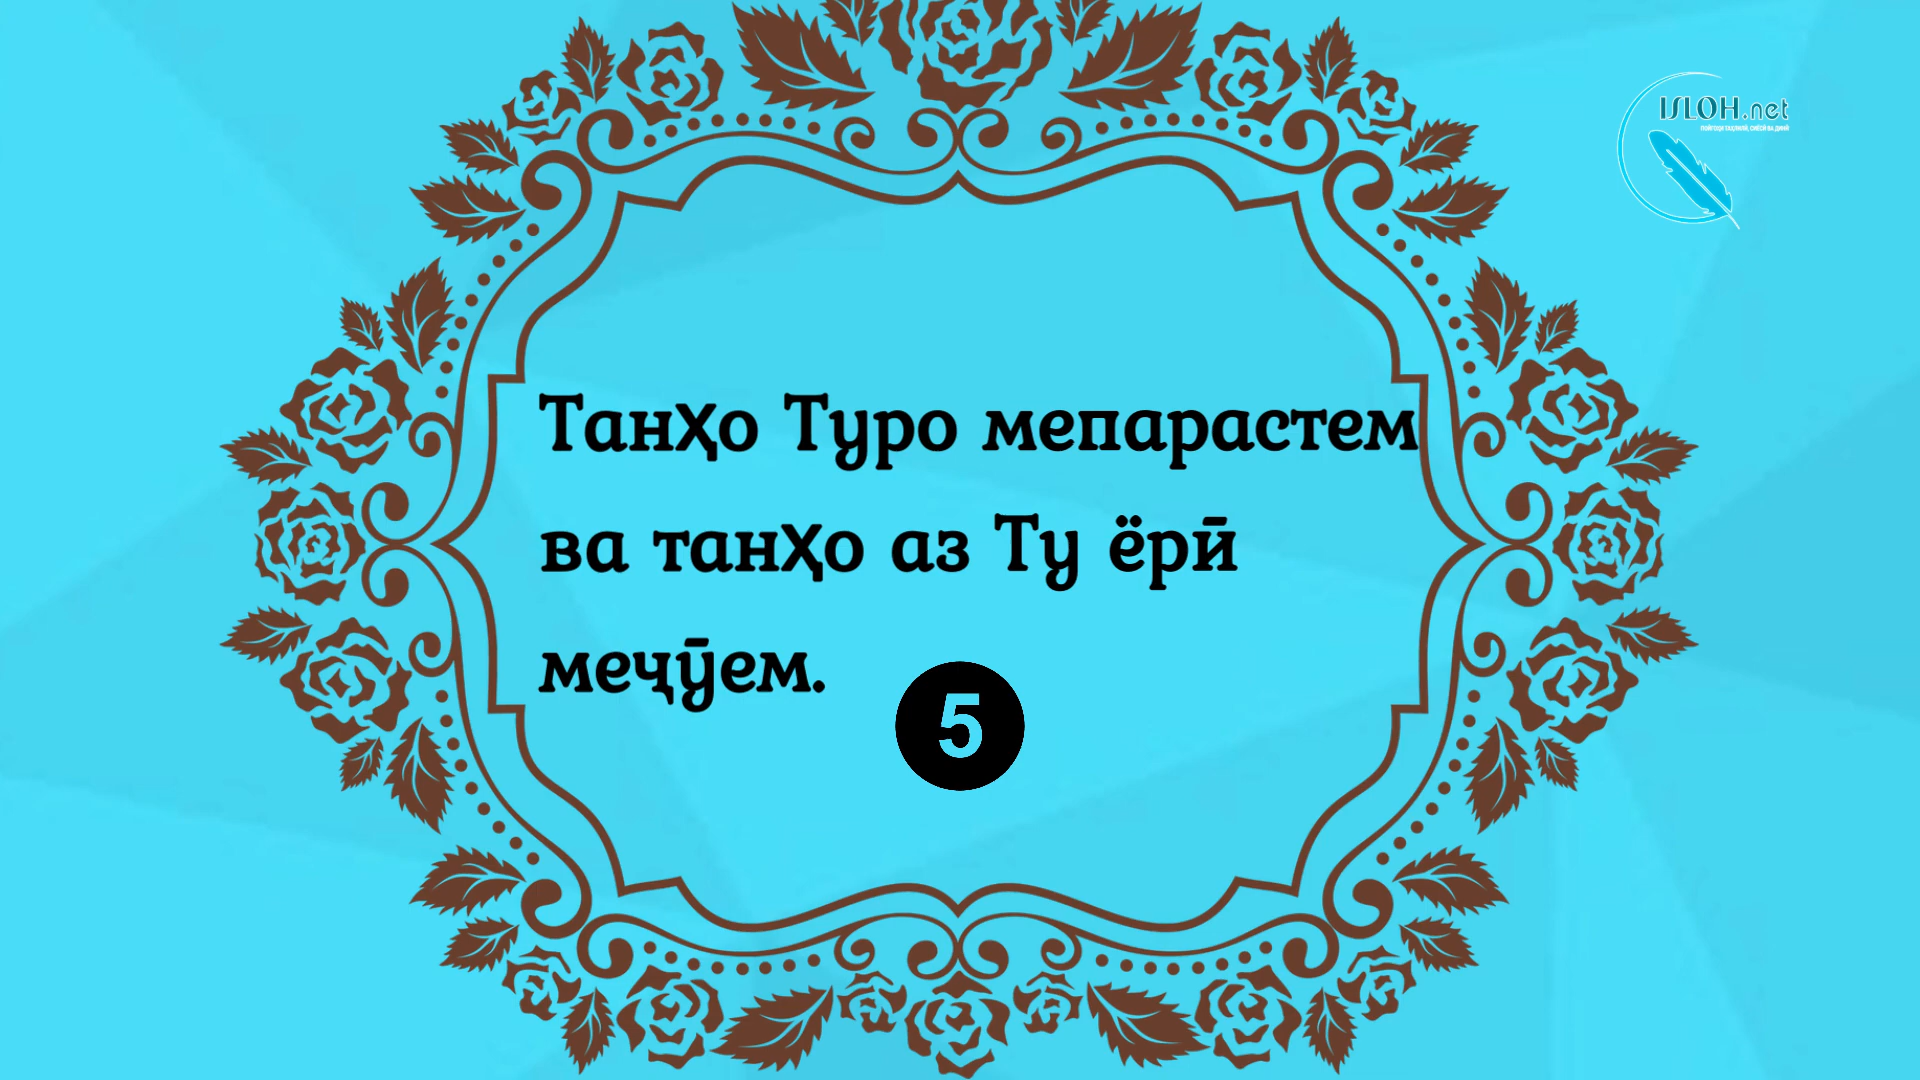 ISLOH.net
Танҳо Туро мепарастем
ва танҳо аз Ту ёрӣ
меҷӯем.
5